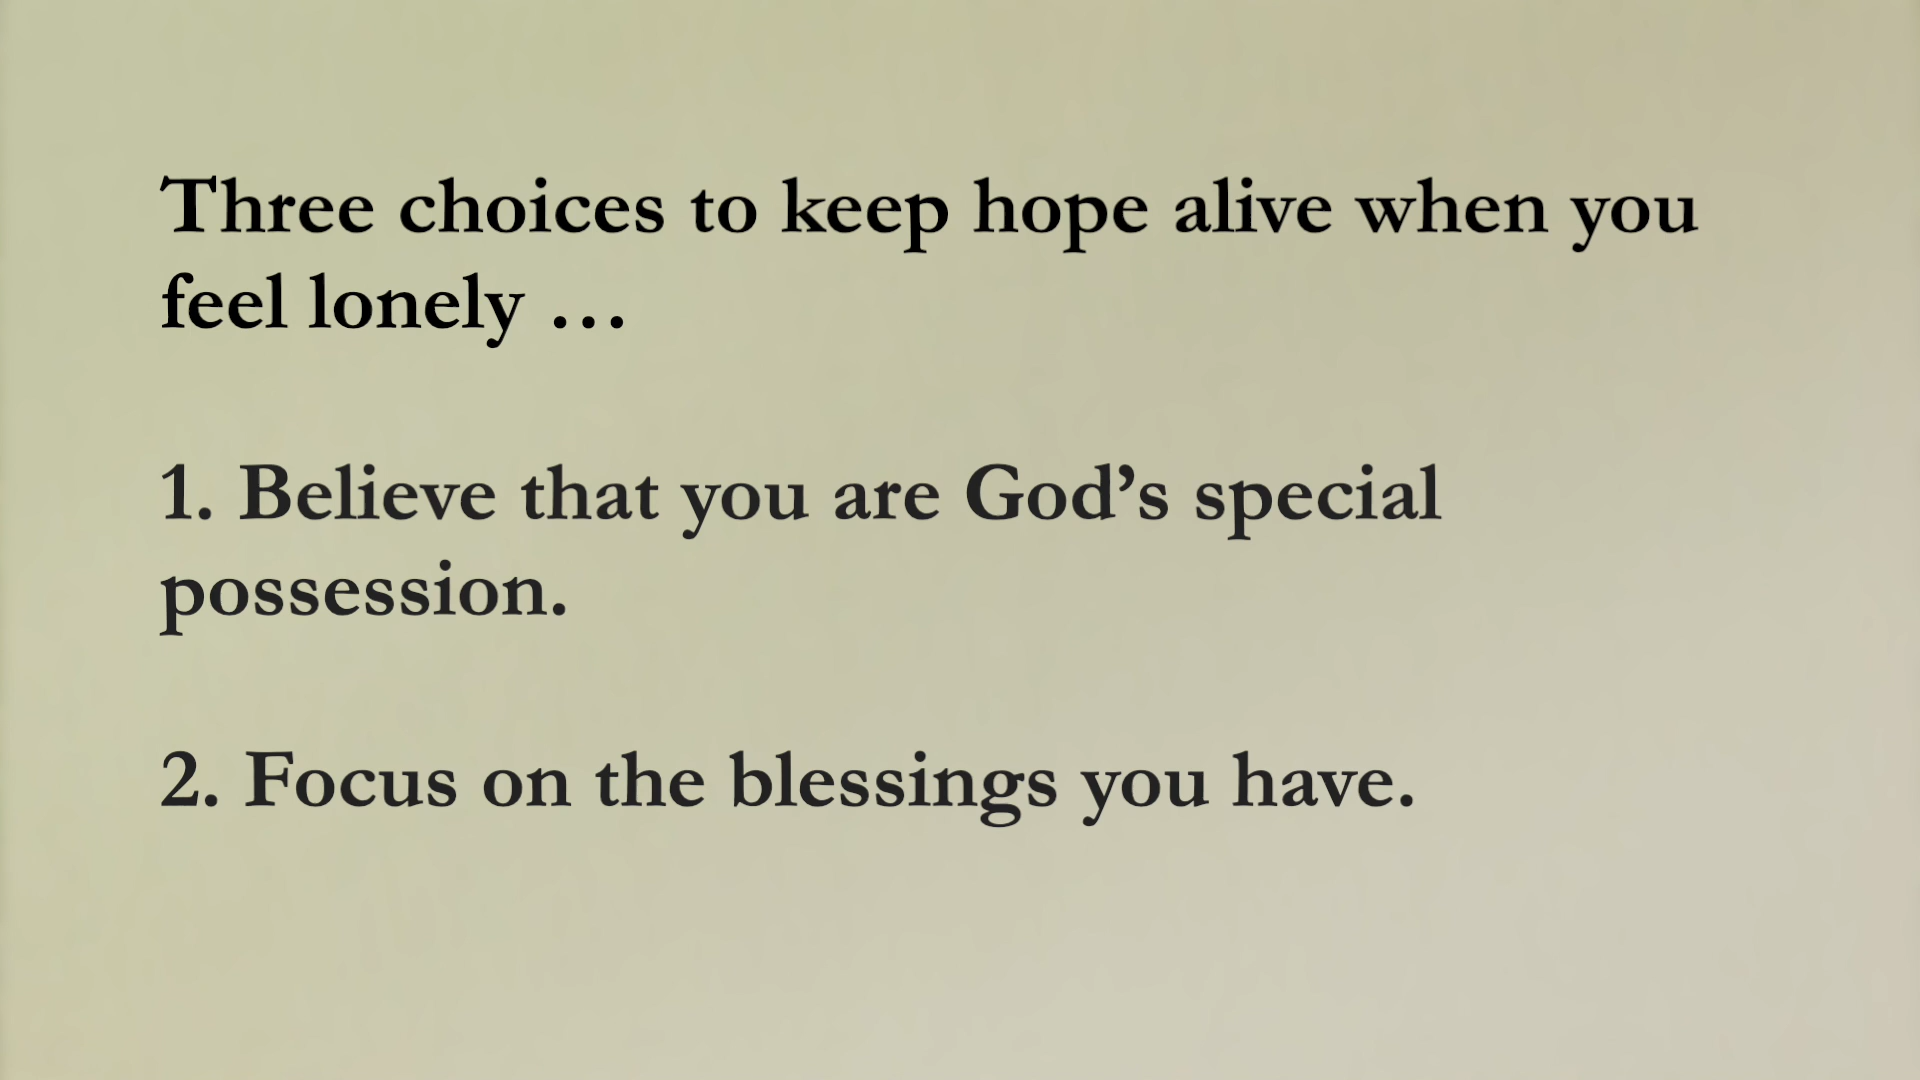 Three choices to keep hope alive when you
feel lonely …
1. Believe that you are God’s special
possession.
2. Focus on the blessings you have.